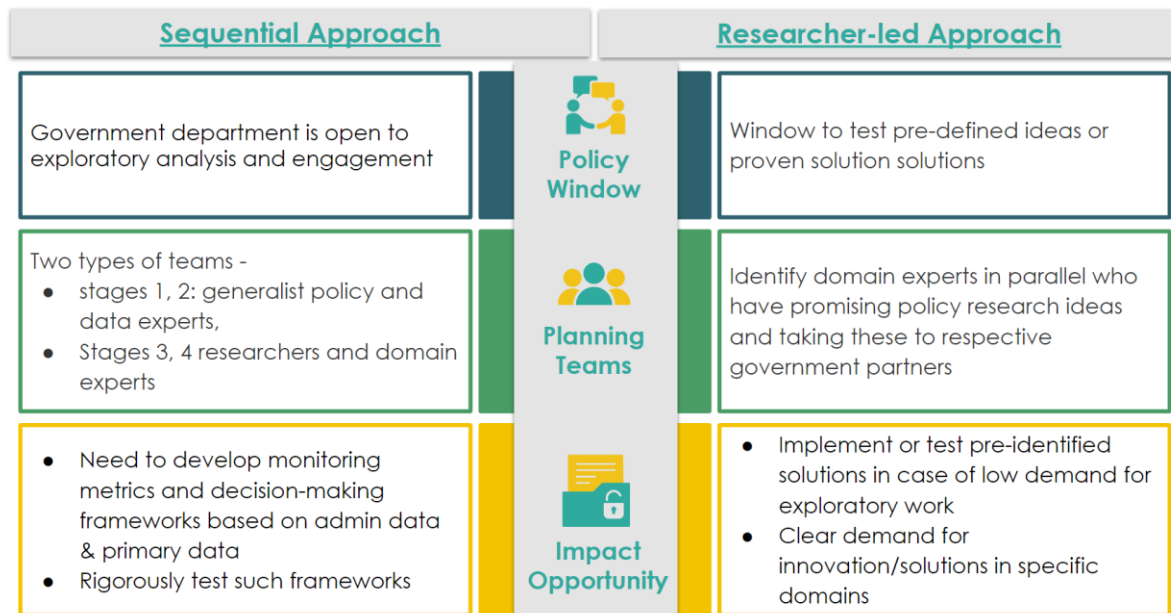 Sequential Approach
Researcher-led Approach
Government department is open to
exploratory analysis and engagement
Policy
Window
Window to test pre-defined ideas or
proven solution solutions
Two types of teams -
● stages 1, 2: generalist policy and
data experts,
● Stages 3, 4 researchers and domain
experts
Planning
Teams
Identify domain experts in parallel who
have promising policy research ideas
and taking these to respective
government partners
● Need to develop monitoring
metrics and decision-making
frameworks based on admin data
& primary data
● Rigorously test such frameworks
Impact
Opportunity
● Implement or test pre-identified
solutions in case of low demand for
exploratory work
● Clear demand for
innovation/solutions in specific
domains